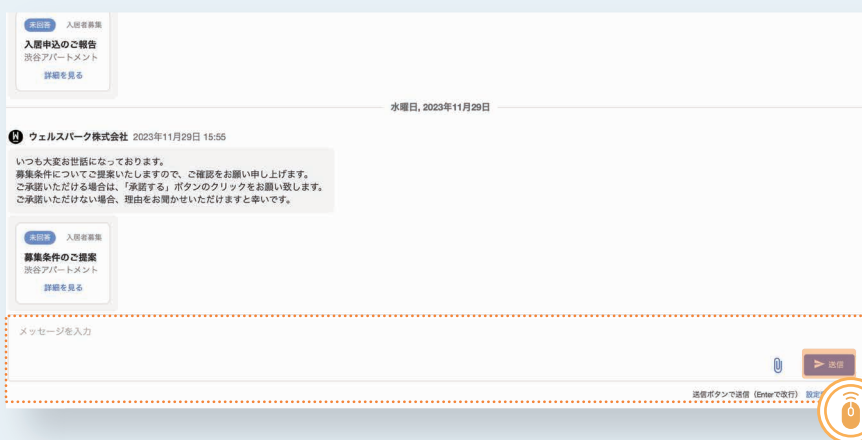 未回答 入居者募集
入居申込のご報告
渋谷アパートメント
詳細を見る
水曜日, 2023年11月29日
ウェルスパーク株式会社 2023年11月29日 15:55
いつも大変お世話になっております。
募集条件についてご提案いたしますので、ご確認をお願い申し上げます。
ご承諾いただける場合は、「承諾する」ボタンのクリックをお願い致します。
ご承諾いただけない場合、理由をお聞かせいただけますと幸いです。
未回答 入居者募集
募集条件のご提案
渋谷アパートメント
詳細を見る
メッセージを入力
送信
送信ボタンで送信（Enterで改行） 設定